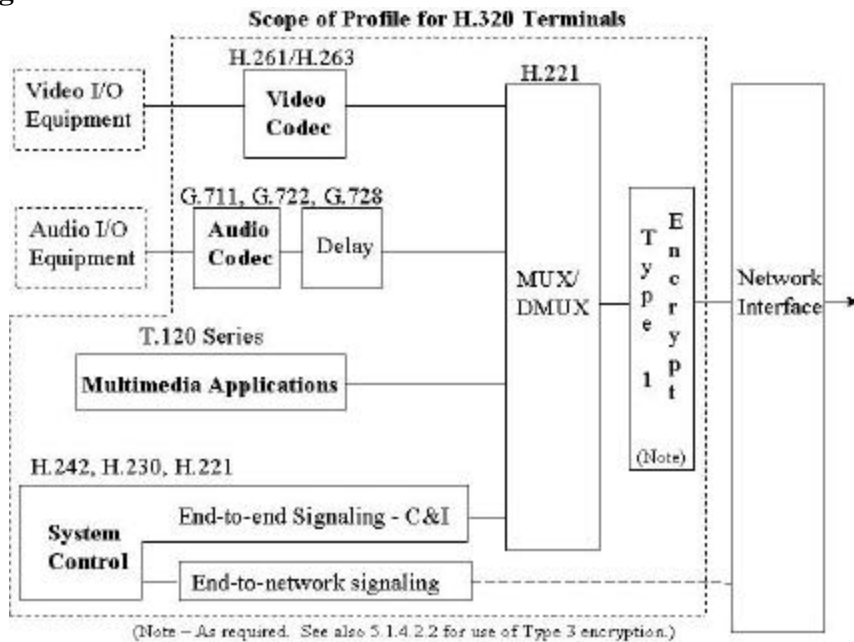 Scope of Profile for H.320 Terminals
H.261/H.263
H.221
Video I/O
Equipment
Video
Codec
G.711, G.722, G.728
Audio I/O
Equipment
Audio
Codec
Delay
MUX/
DMUX
Type 1
Encrypt
(Note)
Network
Interface
T.120 Series
Multimedia Applications
H.242, H.230, H.221
End-to-end Signaling - C&I
System
Control
End-to-network signaling
(Note – As required. See also 5.1.4.2.2 for use of Type 3 encryption.)